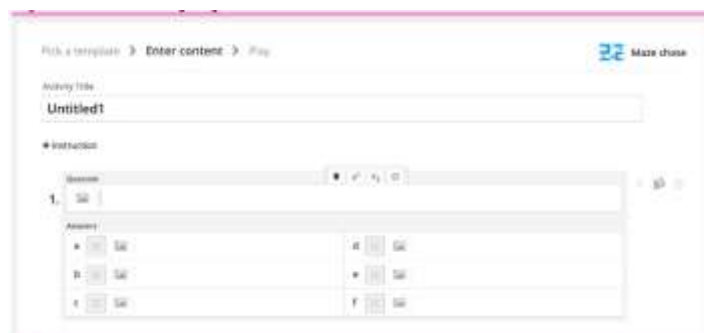 Pick a template > Enter content > Play
Maze chase
Activity Title
Untitled1
+ Instruction
Question
1.
Answers
a
d
b
e
c
f